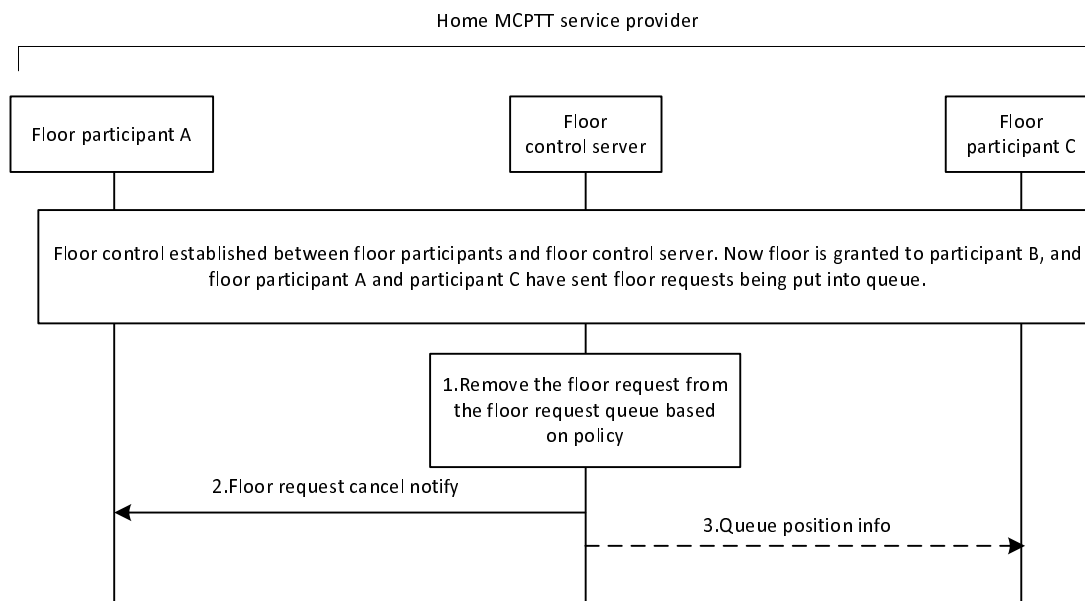 Home MCPTT service provider
Floor participant A
Floor
control server
Floor
participant C
Floor control established between floor participants and floor control server. Now floor is granted to participant B, and
floor participant A and participant C have sent floor requests being put into queue.
1.Remove the floor request from
the floor request queue based
on policy
2.Floor request cancel notify
3.Queue position info